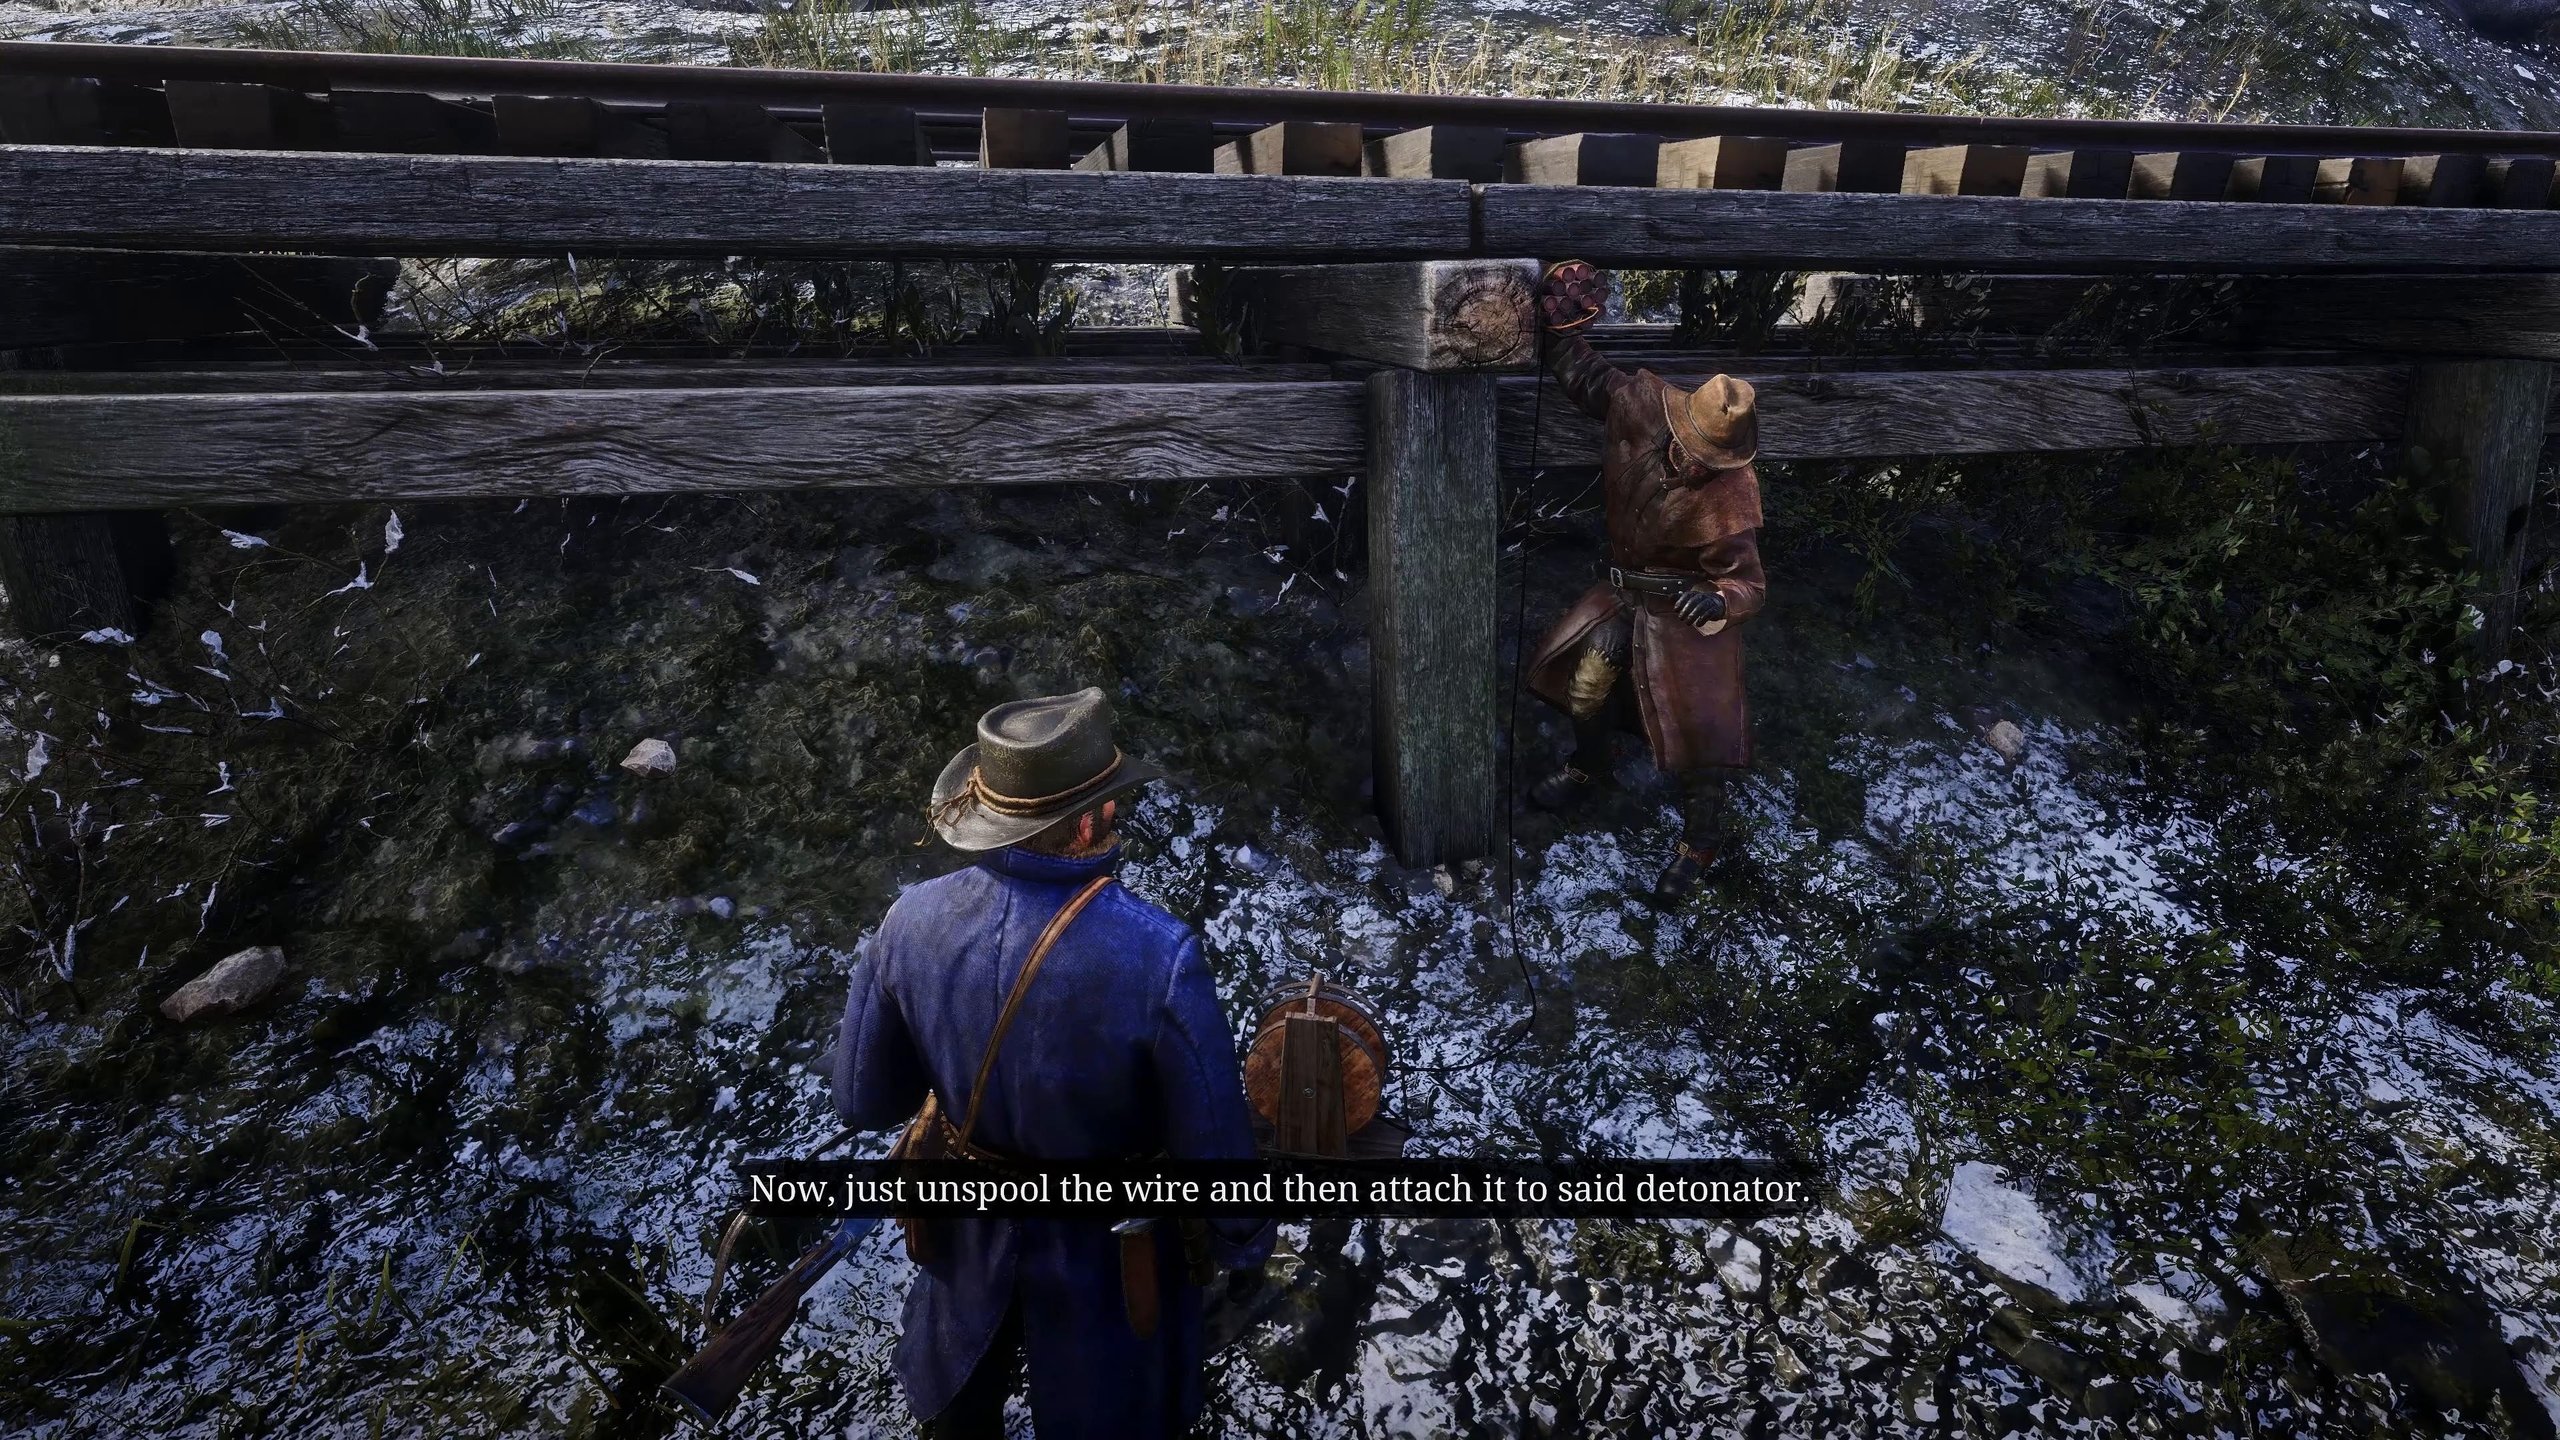 Now, just unspool the wire and then attach it to said detonator.